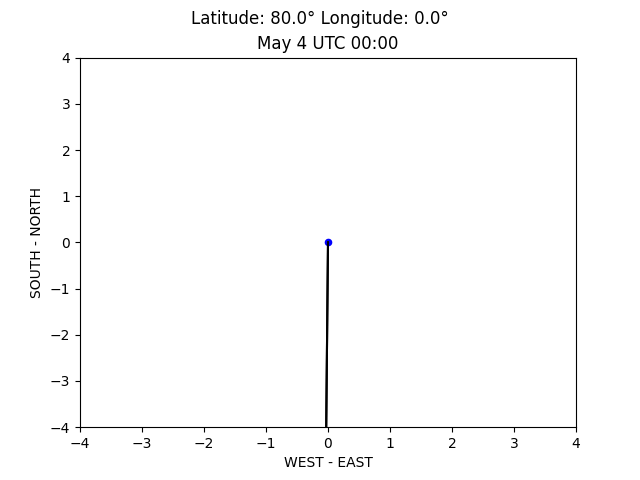 Latitude: 80.0° Longitude: 0.0°
May 4 UTC 00:00
4
3
2
1
0
−1
−2
−3
−4
SOUTH - NORTH
−4 −3 −2 −1 0 1 2 3 4
WEST - EAST